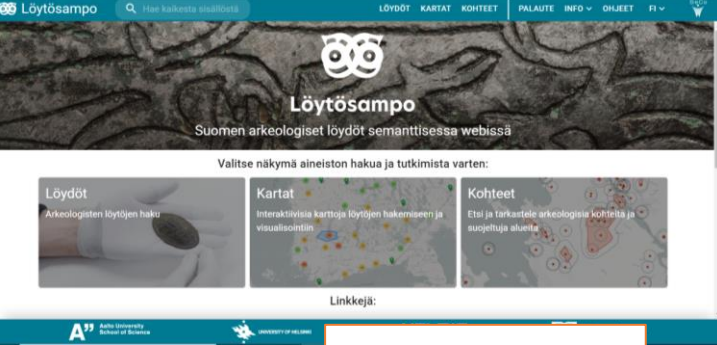 Löytösampo
Hae kaikesta sisällöstä
LÖYDÖT KARTAT KOHTEET PALAUTE INFO OHJEET FI
SeCo
Löytösampo
Suomen arkeologiset löydöt semanttisessa webissä
Valitse näkymä aineiston hakua ja tutkimista varten:
Löydöt
Arkeologisten löytöjen haku
Kartat
Interaktiivisia karttoja löytöjen hakemiseen ja
visualisointiin
Kohteet
Etsi ja tarkastele arkeologisia kohteita ja
suojeltuja alueita
Linkkejä:
A”
Aalto University
School of Science
UNIVERSITY OF HELSINKI